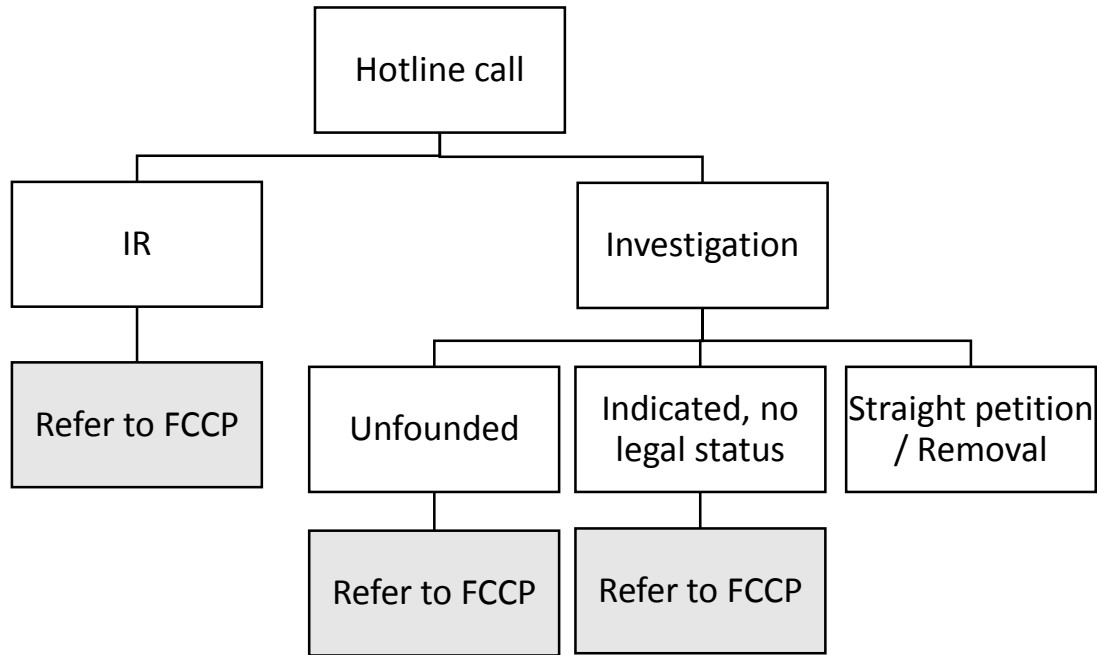 Hotline call
IR
Investigation
Refer to FCCP
Unfounded
Indicated, no
legal status
Straight petition
/ Removal
Refer to FCCP
Refer to FCCP